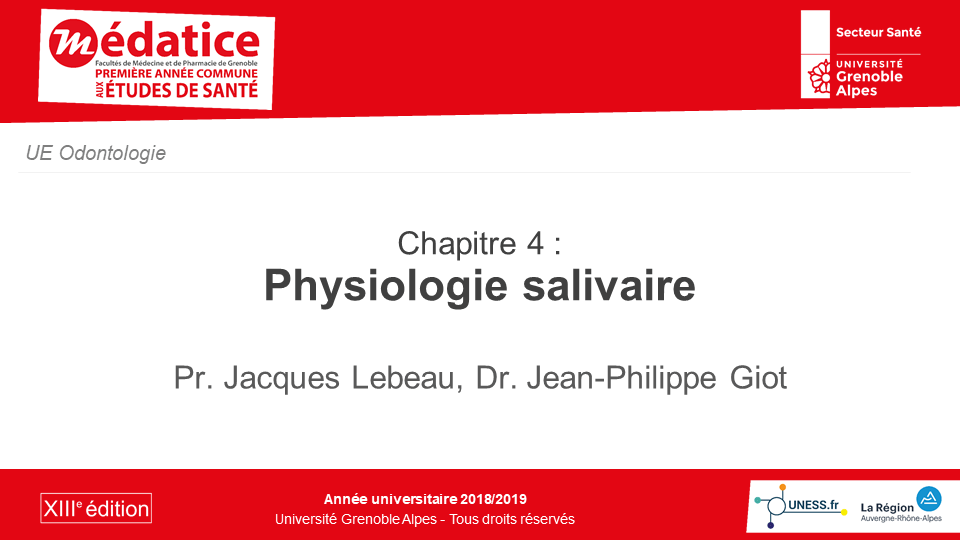 médatice
Facultés de Médecine et de Pharmacie de Grenoble
PREMIÈRE ANNÉE COMMUNE
AUX ÉTUDES DE SANTÉ
Secteur Santé
UNIVERSITÉ
Grenoble
Alpes
UE Odontologie
Chapitre 4 :
Physiologie salivaire
Pr. Jacques Lebeau, Dr. Jean-Philippe Giot
XIIIe édition
Année universitaire 2018/2019
Université Grenoble Alpes - Tous droits réservés
UNESS.fr
La Région
Auvergne-Rhône-Alpes